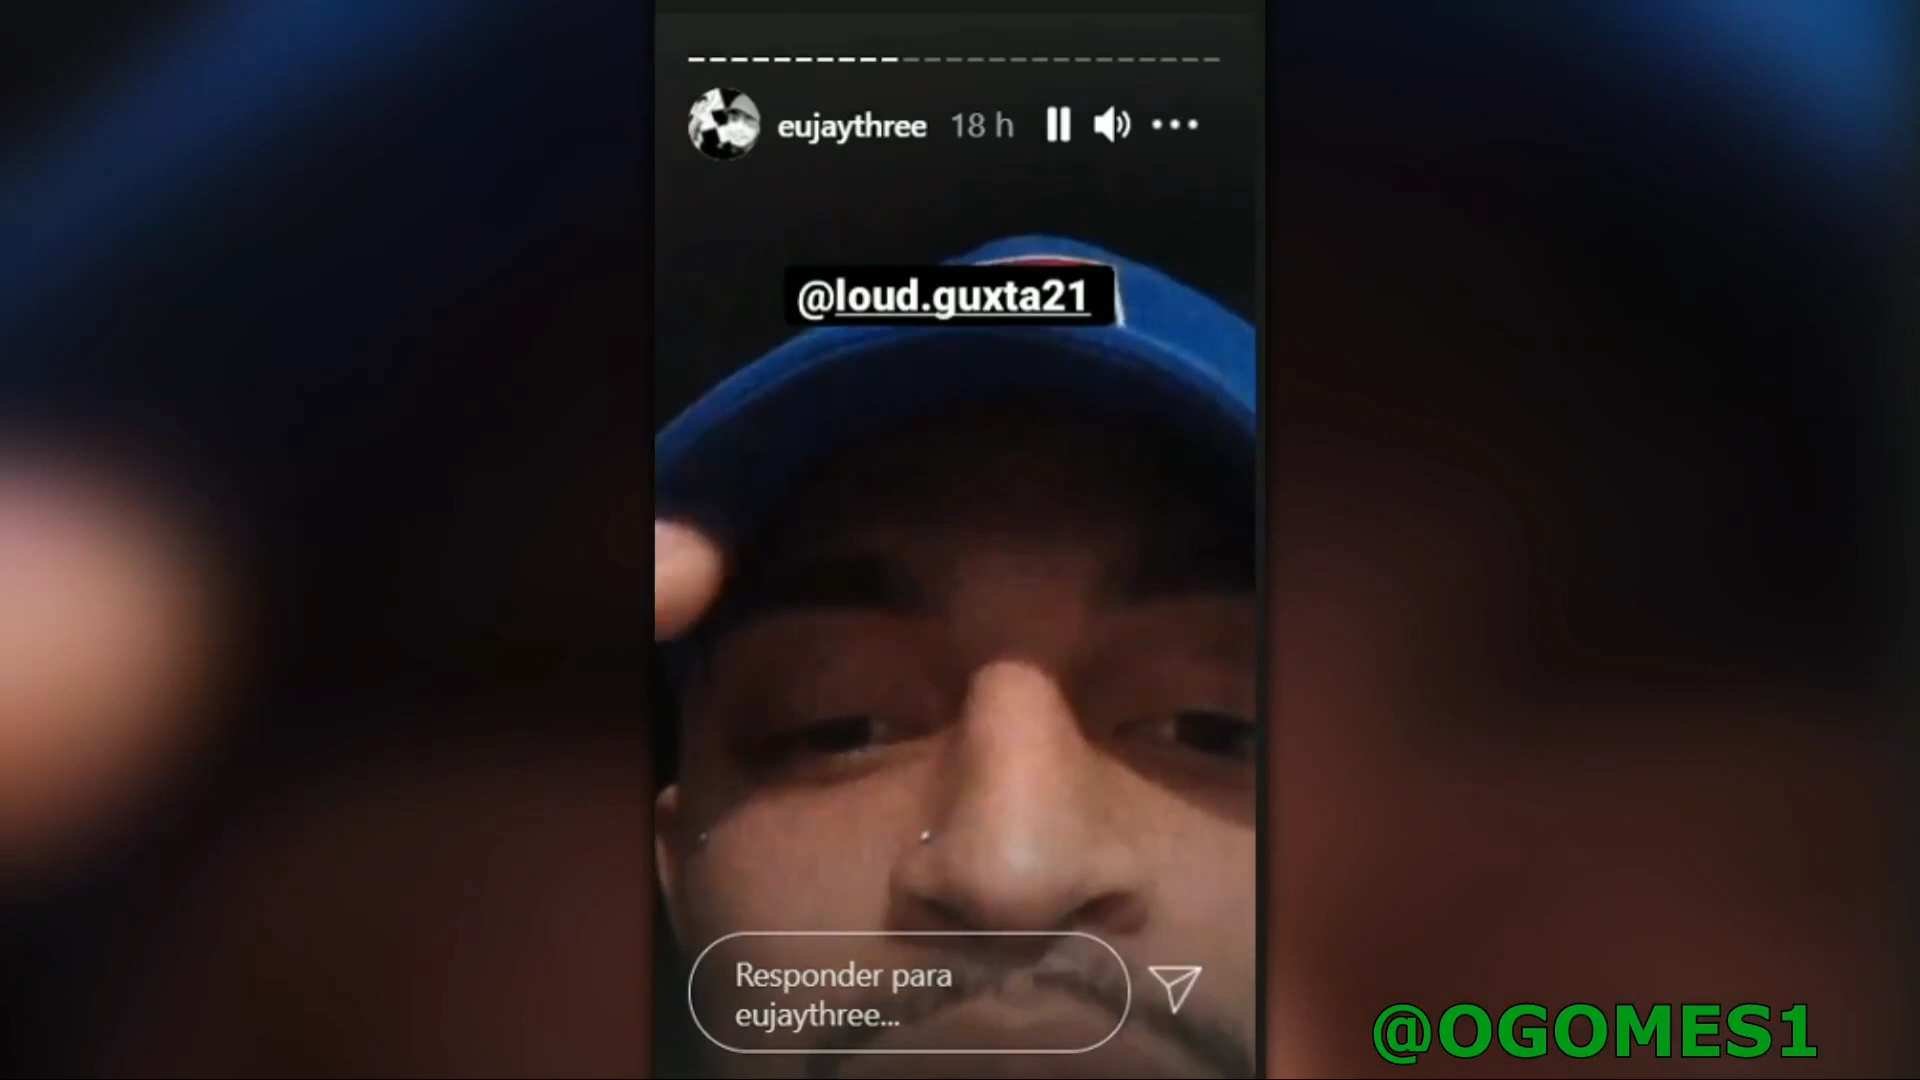 eujaythree 18 h
@loud.guxta21
Responder para
eujaythree...
@OGOMES1